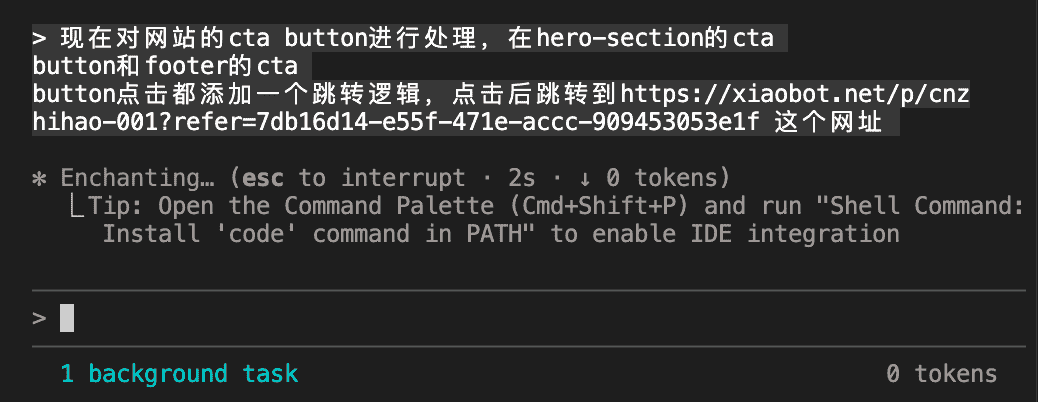 > 现在对网站的cta button进行处理，在hero-section的cta
button和footer的cta
button点击都添加一个跳转逻辑，点击后跳转到https://xiaobot.net/p/cnz
hihao-001?refer=7db16d14-e55f-471e-accc-909453053e1f 这个网址
✻ Enchanting… (esc to interrupt · 2s · ↓ 0 tokens)
⎿ Tip: Open the Command Palette (Cmd+Shift+P) and run "Shell Command:
Install 'code' command in PATH" to enable IDE integration
>
1 background task 0 tokens